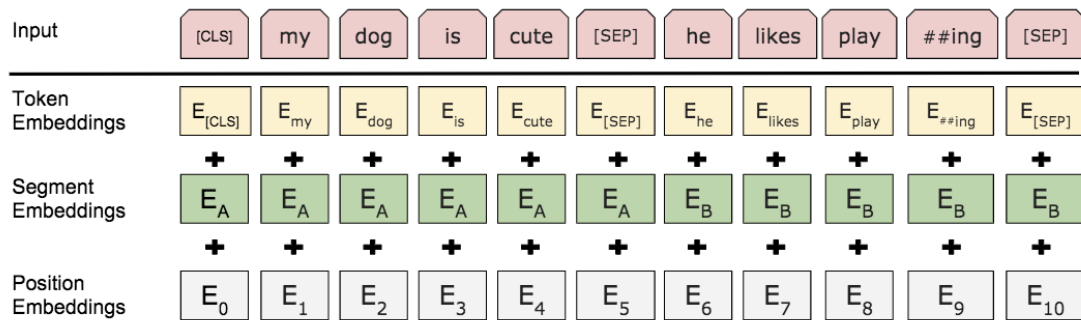 Input [CLS] my dog is cute [SEP] he likes play ##ing [SEP]
Token Embeddings E[CLS] Emy Edog Eis Ecute E[SEP] Ehe Elikes Eplay E##ing E[SEP]
+ + + + + + + + + + +
Segment Embeddings EA EA EA EA EA EA EB EB EB EB EB
+ + + + + + + + + + +
Position Embeddings E0 E1 E2 E3 E4 E5 E6 E7 E8 E9 E10